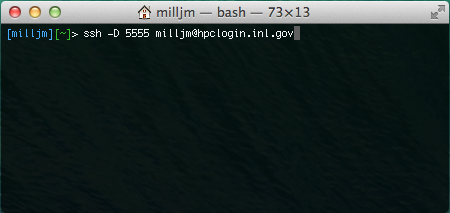 milljm — bash — 73×13
[milljm][~]> ssh -D 5555 milljm@hpclogin.inl.gov